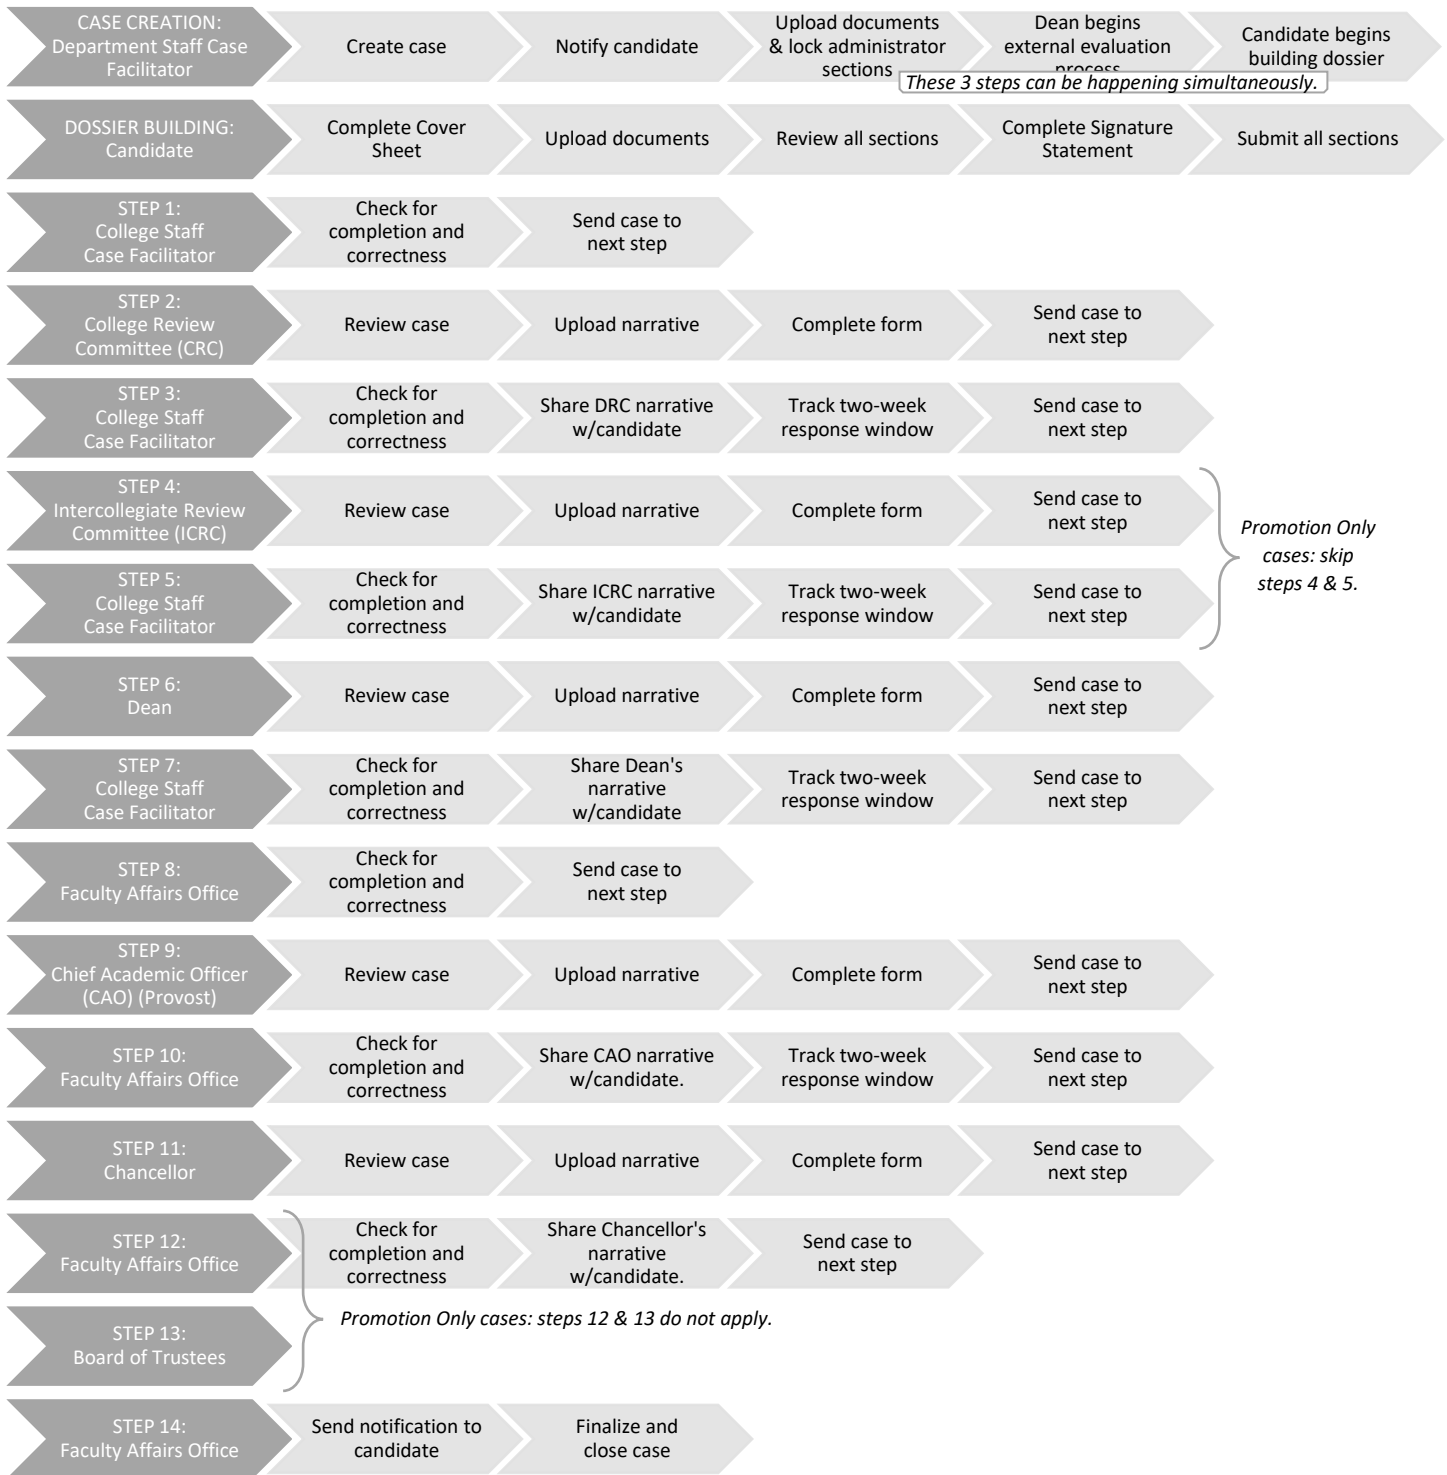 CASE CREATION:
Department Staff Case
Facilitator
Create case
Notify candidate
Upload documents
& lock administrator
sections
Dean begins
external evaluation
process
Candidate begins
building dossier
These 3 steps can be happening simultaneously.
DOSSIER BUILDING:
Candidate
Complete Cover
Sheet
Upload documents
Review all sections
Complete Signature
Statement
Submit all sections
STEP 1:
College Staff
Case Facilitator
Check for
completion and
correctness
Send case to
next step
STEP 2:
College Review
Committee (CRC)
Review case
Upload narrative
Complete form
Send case to
next step
STEP 3:
College Staff
Case Facilitator
Check for
completion and
correctness
Share DRC narrative
w/candidate
Track two-week
response window
Send case to
next step
STEP 4:
Intercollegiate Review
Committee (ICRC)
Review case
Upload narrative
Complete form
Send case to
next step
Promotion Only
cases: skip
steps 4 & 5.
STEP 5:
College Staff
Case Facilitator
Check for
completion and
correctness
Share ICRC narrative
w/candidate
Track two-week
response window
Send case to
next step
STEP 6:
Dean
Review case
Upload narrative
Complete form
Send case to
next step
STEP 7:
College Staff
Case Facilitator
Check for
completion and
correctness
Share Dean's
narrative
w/candidate
Track two-week
response window
Send case to
next step
STEP 8:
Faculty Affairs Office
Check for
completion and
correctness
Send case to
next step
STEP 9:
Chief Academic Officer
(CAO) (Provost)
Review case
Upload narrative
Complete form
Send case to
next step
STEP 10:
Faculty Affairs Office
Check for
completion and
correctness
Share CAO narrative
w/candidate.
Track two-week
response window
Send case to
next step
STEP 11:
Chancellor
Review case
Upload narrative
Complete form
Send case to
next step
STEP 12:
Faculty Affairs Office
Check for
completion and
correctness
Share Chancellor's
narrative
w/candidate.
Send case to
next step
Promotion Only cases: steps 12 & 13 do not apply.
STEP 13:
Board of Trustees
STEP 14:
Faculty Affairs Office
Send notification to
candidate
Finalize and
close case